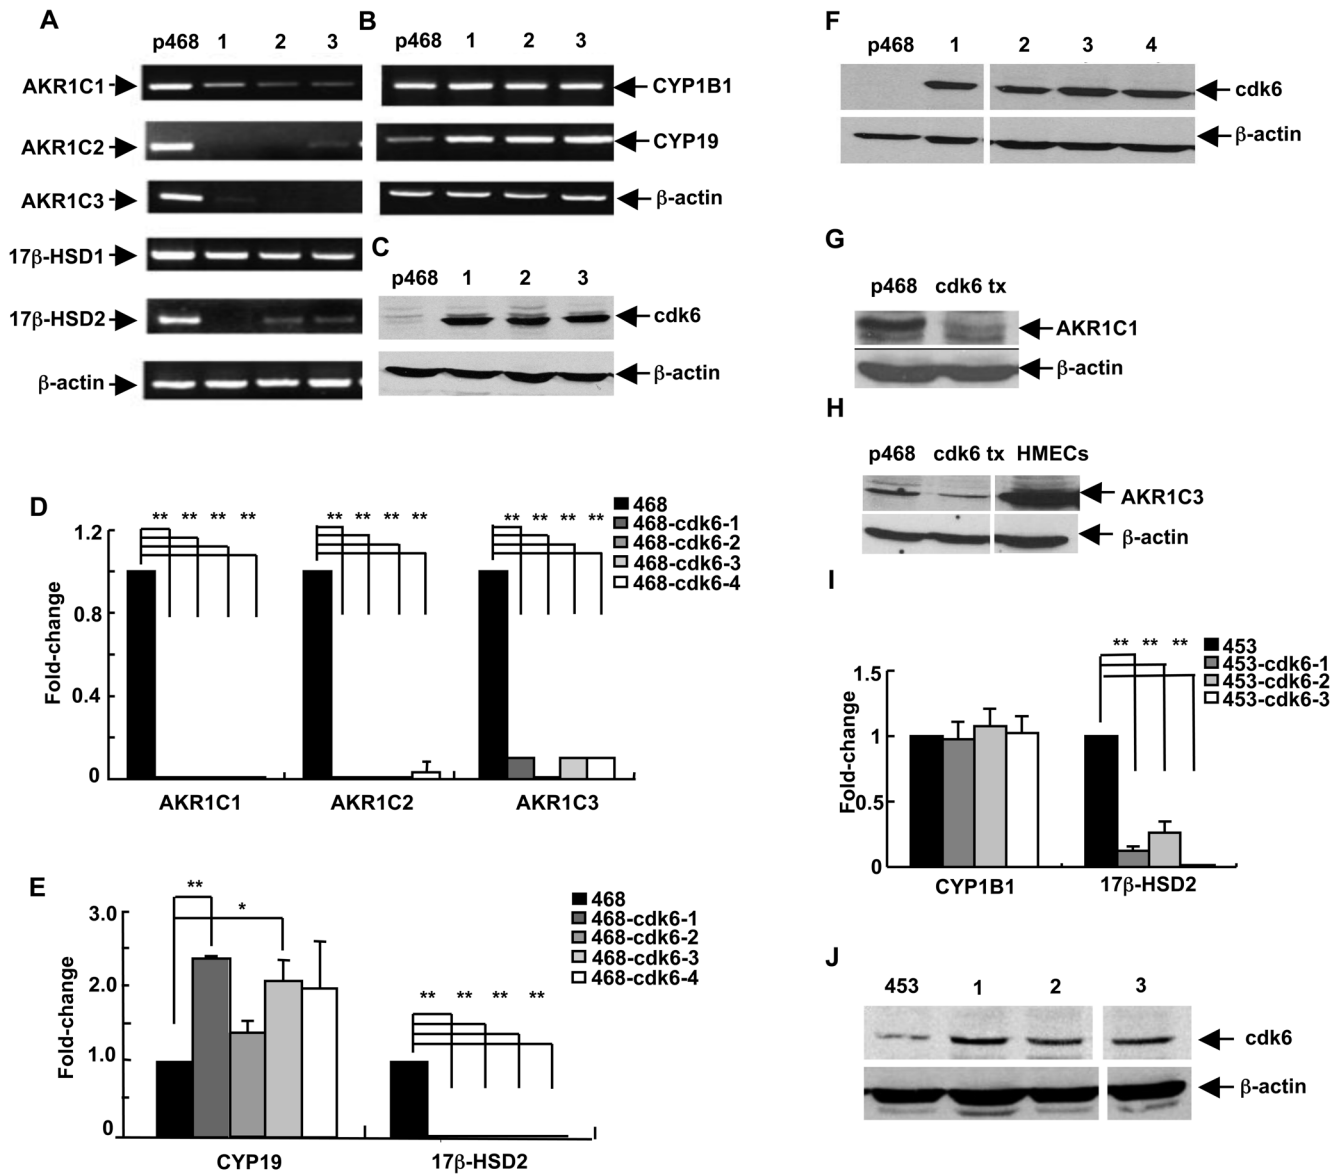 A
p468 1 2 3
AKR1C1
AKR1C2
AKR1C3
17β-HSD1
17β-HSD2
β-actin
B
p468 1 2 3
CYP1B1
CYP19
β-actin
C
p468 1 2 3
cdk6
β-actin
D
** ** ** ** ** ** ** ** ** ** ** **
468
468-cdk6-1
468-cdk6-2
468-cdk6-3
468-cdk6-4
Fold-change
1.2
0.8
0.4
0
AKR1C1 AKR1C2 AKR1C3
E
** * ** ** ** **
468
468-cdk6-1
468-cdk6-2
468-cdk6-3
468-cdk6-4
Fold-change
3.0
2.0
1.0
0
CYP19 17β-HSD2
F
p468 1 2 3 4
cdk6
β-actin
G
p468 cdk6 tx
AKR1C1
β-actin
H
p468 cdk6 tx HMECs
AKR1C3
β-actin
I
** ** **
453
453-cdk6-1
453-cdk6-2
453-cdk6-3
Fold-change
1.5
1
0.5
0
CYP1B1 17β-HSD2
J
453 1 2 3
cdk6
β-actin